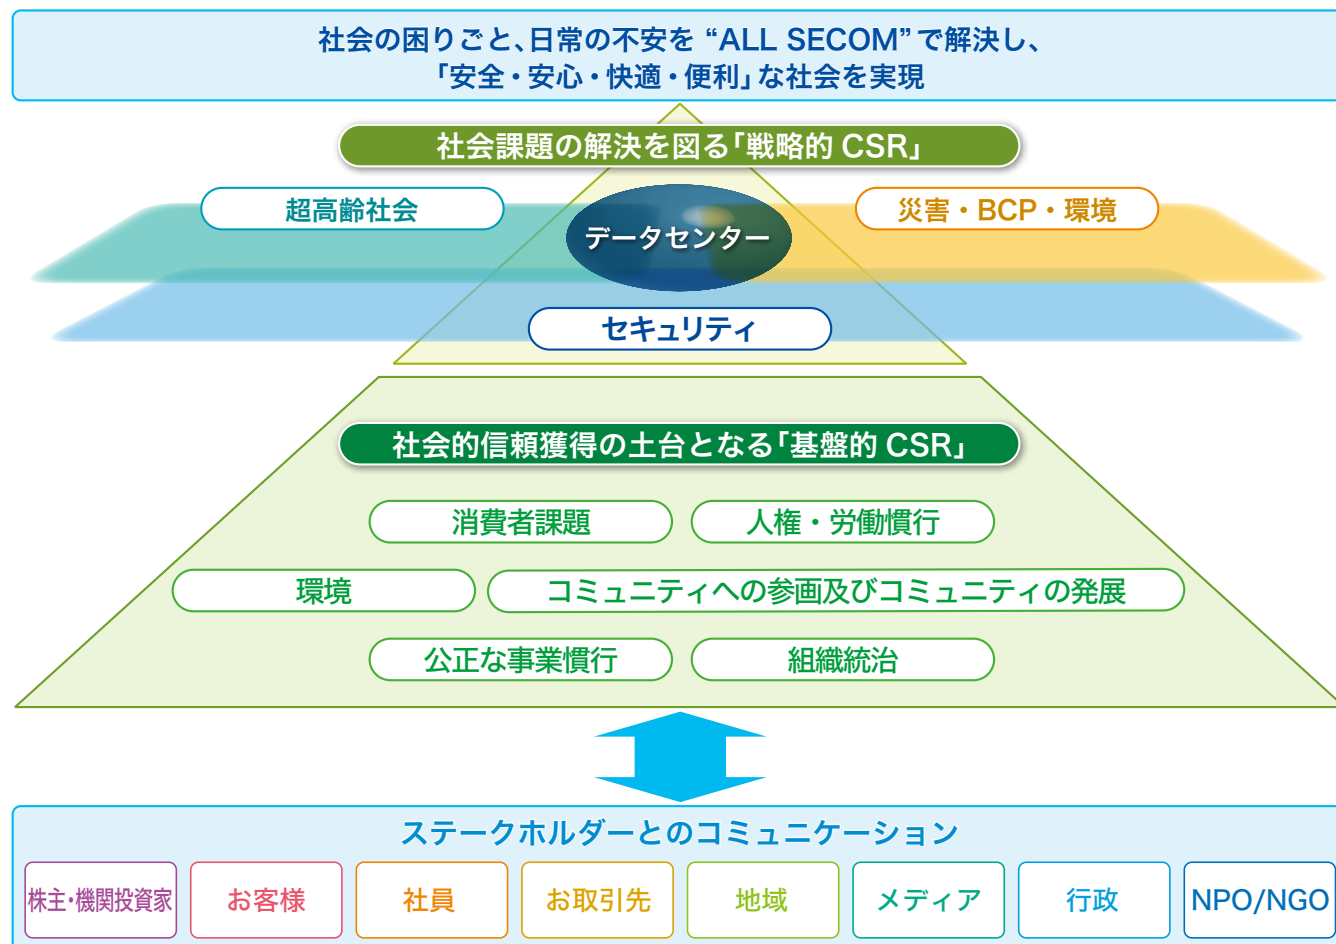 社会の困りごと、日常の不安を “ALL SECOM” で解決し、
「安全・安心・快適・便利」な社会を実現
社会課題の解決を図る「戦略的 CSR」
超高齢社会
災害・BCP・環境
データセンター
セキュリティ
社会的信頼獲得の土台となる「基盤的 CSR」
消費者課題
人権・労働慣行
環境
コミュニティへの参画及びコミュニティの発展
公正な事業慣行
組織統治
ステークホルダーとのコミュニケーション
株主・機関投資家
お客様
社員
お取引先
地域
メディア
行政
NPO/NGO